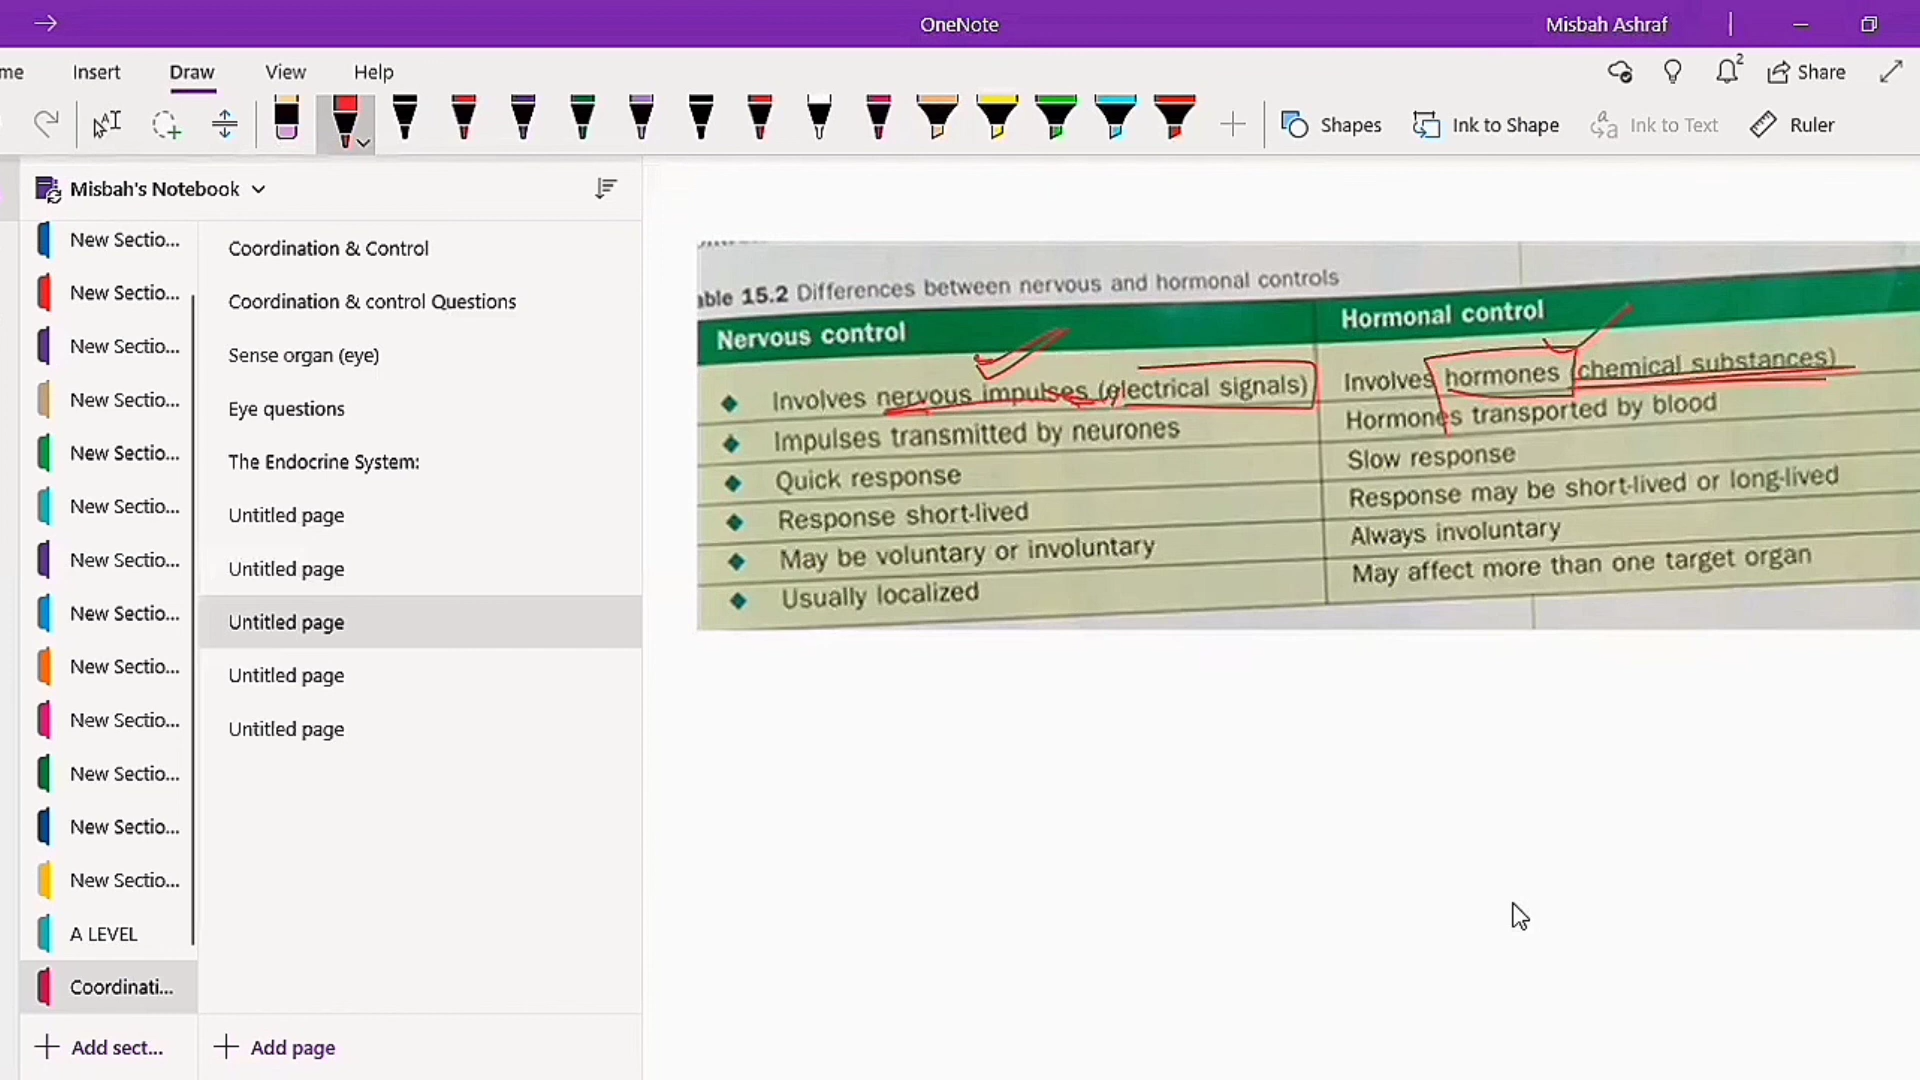 OneNote
Misbah Ashraf
me Insert Draw View Help
2 Share
Shapes Ink to Shape Ink to Text Ruler
Misbah's Notebook
New Sectio...
New Sectio...
New Sectio...
New Sectio...
New Sectio...
New Sectio...
New Sectio...
New Sectio...
New Sectio...
New Sectio...
New Sectio...
New Sectio...
New Sectio...
A LEVEL
Coordinati...
Add sect...
Coordination & Control
Coordination & control Questions
Sense organ (eye)
Eye questions
The Endocrine System:
Untitled page
Untitled page
Untitled page
Untitled page
Untitled page
Add page
able 15.2 Differences between nervous and hormonal controls
Nervous control Hormonal control
Involves nervous impulses (electrical signals) Involves hormones (chemical substances)
Impulses transmitted by neurones Hormones transported by blood
Quick response Slow response
Response short-lived Response may be short-lived or long-lived
May be voluntary or involuntary Always involuntary
Usually localized May affect more than one target organ